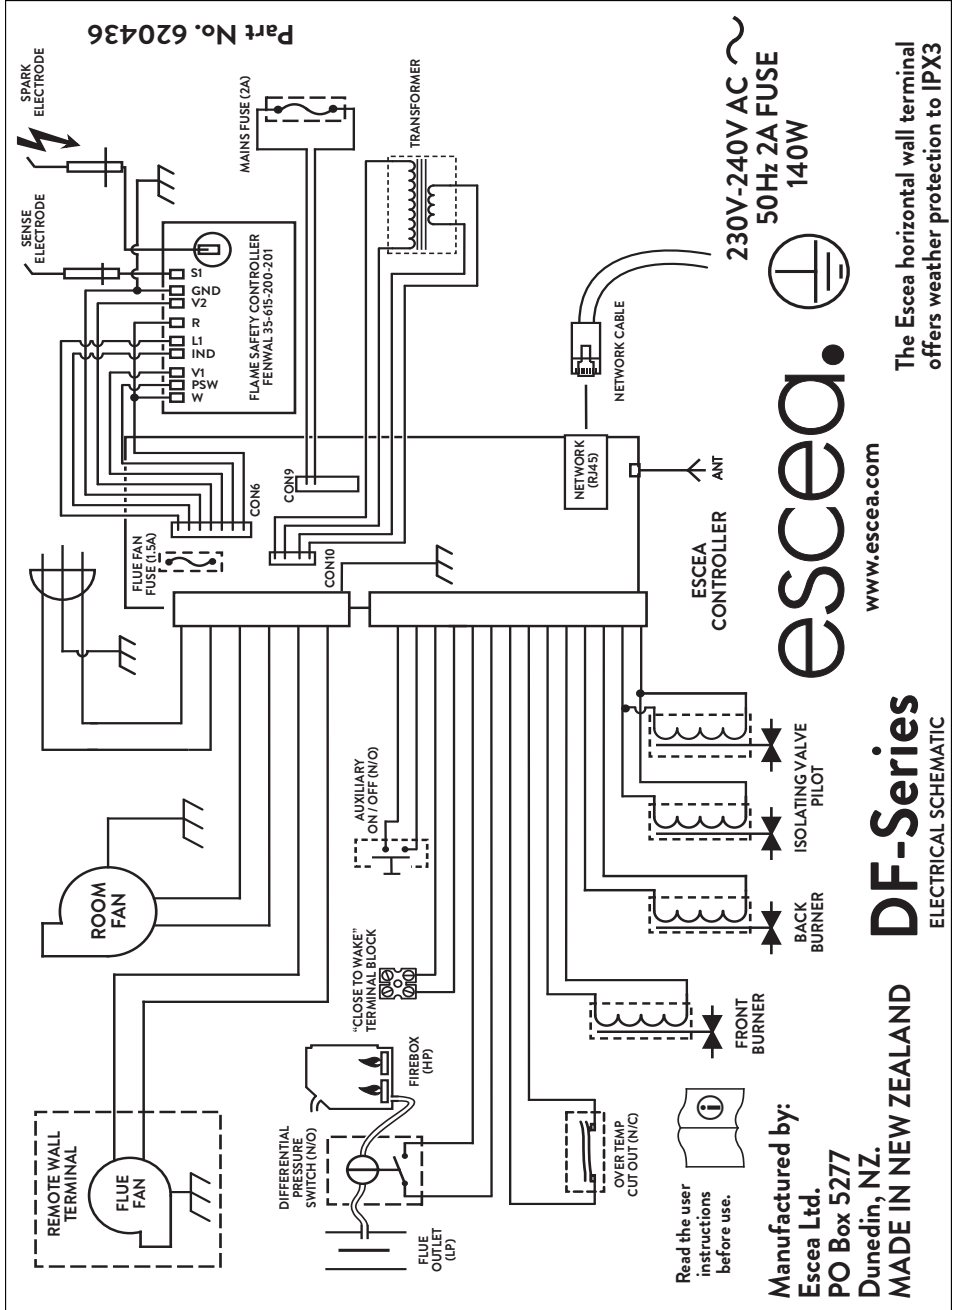 Part No. 620436
SPARK
ELECTRODE
SENSE
ELECTRODE
MAINS FUSE (2A)
TRANSFORMER
S1
GND
V2
R
L1
IND
V1
PSW
W
FLAME SAFETY CONTROLLER
FENWAL 35-615-200-201
NETWORK CABLE
NETWORK
(RJ45)
ANT
CON9
CON6
CON10
FLUE FAN
FUSE (1.5A)
ESCEA
CONTROLLER
ROOM
FAN
REMOTE WALL
TERMINAL
FLUE
FAN
AUXILIARY
ON / OFF (N/O)
“CLOSE TO WAKE”
TERMINAL BLOCK
FIREBOX
(HP)
DIFFERENTIAL
PRESSURE
SWITCH (N/O)
FLUE
OUTLET
(LP)
OVER TEMP
CUT OUT (N/C)
FRONT
BURNER
BACK
BURNER
ISOLATING VALVE
PILOT
i
Read the user
instructions
before use.
Manufactured by:
Escea Ltd.
PO Box 5277
Dunedin, NZ.
MADE IN NEW ZEALAND
DF-Series
ELECTRICAL SCHEMATIC
escea.
www.escea.com
230V-240V AC ~
50Hz 2A FUSE
140W
The Escea horizontal wall terminal
offers weather protection to IPX3